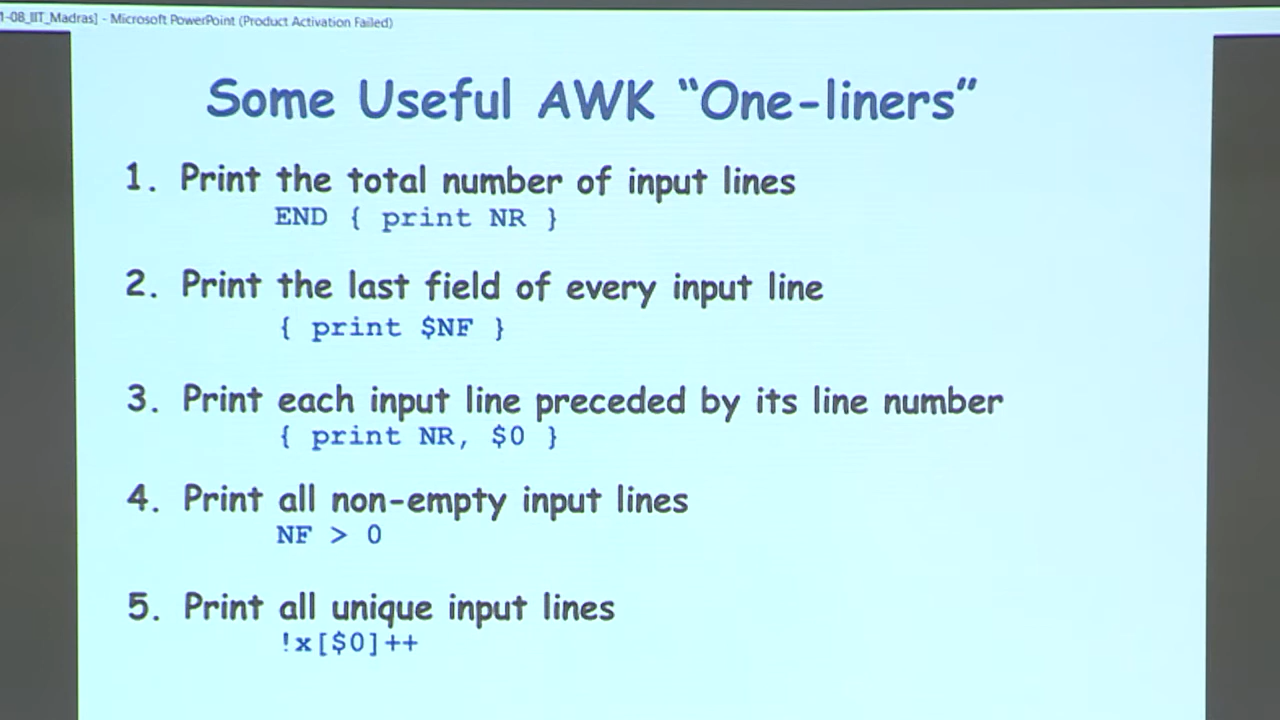 1-08_IIT_Madras] - Microsoft PowerPoint (Product Activation Failed)
Some Useful AWK “One-liners”
1. Print the total number of input lines
END { print NR }
2. Print the last field of every input line
{ print $NF }
3. Print each input line preceded by its line number
{ print NR, $0 }
4. Print all non-empty input lines
NF > 0
5. Print all unique input lines
!x[$0]++